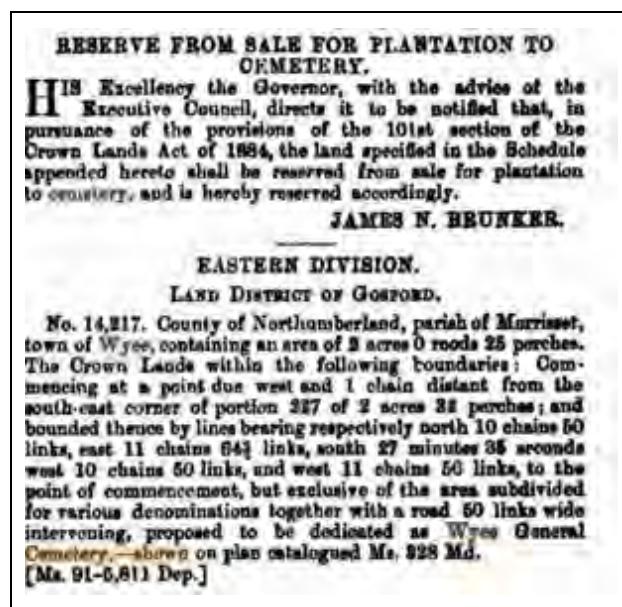 RESERVE FROM SALE FOR PLANTATION TO
CEMETERY.
HIS Excellency the Governor, with the advice of the
Executive Council, directs it to be notified that, in
pursuance of the provisions of the 101st section of the
Crown Lands Act of 1884, the land specified in the Schedule
appended hereto shall be reserved from sale for plantation
to cemetery, and is hereby reserved accordingly.
JAMES N. BRUNKER.
EASTERN DIVISION.
LAND DISTRICT OF GOSFORD.
No. 14,217. County of Northumberland, parish of Morrisset,
town of Wyee, containing an area of 2 acres 0 roods 25 perches.
The Crown Lands within the following boundaries: Com-
mencing at a point due west and 1 chain distant from the
south-east corner of portion 227 of 2 acres 32 perches; and
bounded thence by lines bearing respectively north 10 chains 50
links, east 11 chains 64¾ links, south 27 minutes 35 seconds
west 10 chains 50 links, and west 11 chains 56 links, to the
point of commencement, but exclusive of the area subdivided
for various denominations together with a road 50 links wide
intervening, proposed to be dedicated as Wyee General
Cemetery,—shown on plan catalogued Ms. 328 Md.
[Ms. 91-5,811 Dep.]